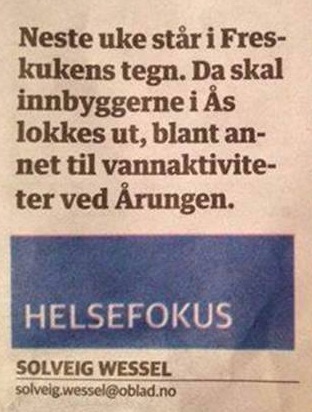 Neste uke står i Fres-
kukens tegn. Da skal
innbyggerne i Ås
lokkes ut, blant an-
net til vannaktivite-
ter ved Årungen.
HELSEFOKUS
SOLVEIG WESSEL
solveig.wessel@oblad.no